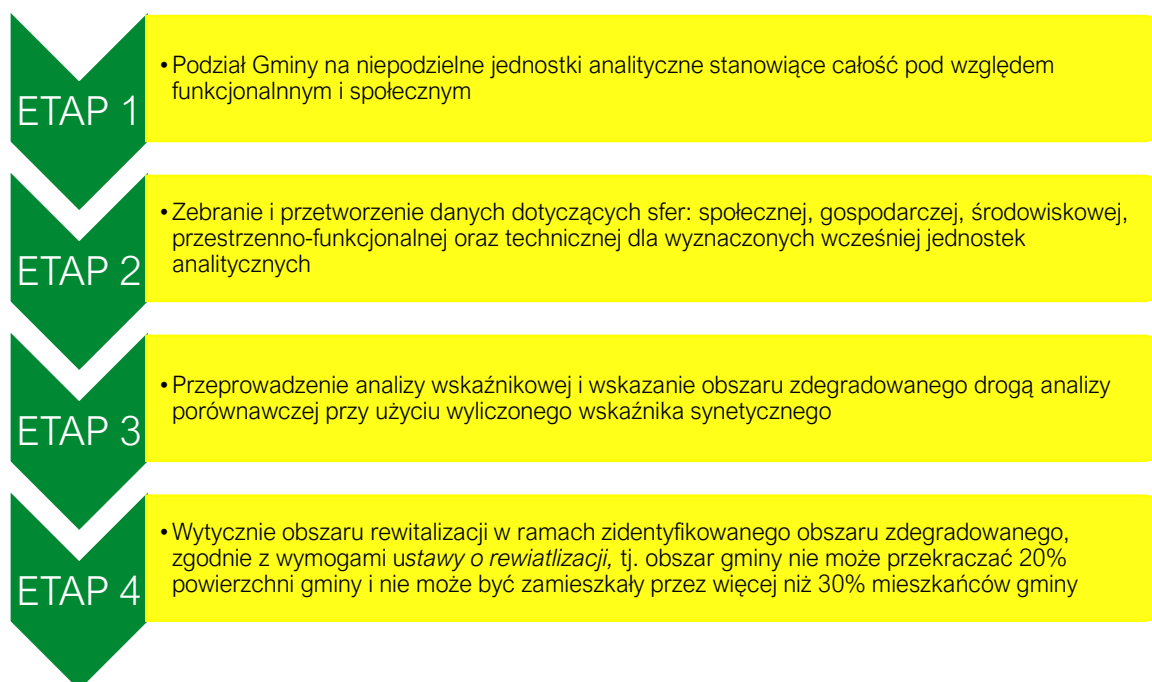 ETAP 1
• Podział Gminy na niepodzielne jednostki analityczne stanowiące całość pod względem
funkcjonalnnym i społecznym
ETAP 2
• Zebranie i przetworzenie danych dotyczących sfer: społecznej, gospodarczej, środowiskowej,
przestrzenno-funkcjonalnej oraz technicznej dla wyznaczonych wcześniej jednostek
analitycznych
ETAP 3
• Przeprowadzenie analizy wskaźnikowej i wskazanie obszaru zdegradowanego drogą analizy
porównawczej przy użyciu wyliczonego wskaźnika synetycznego
ETAP 4
• Wytycznie obszaru rewitalizacji w ramach zidentyfikowanego obszaru zdegradowanego,
zgodnie z wymogami ustawy o rewiatlizacji, tj. obszar gminy nie może przekraczać 20%
powierzchni gminy i nie może być zamieszkały przez więcej niż 30% mieszkańców gminy